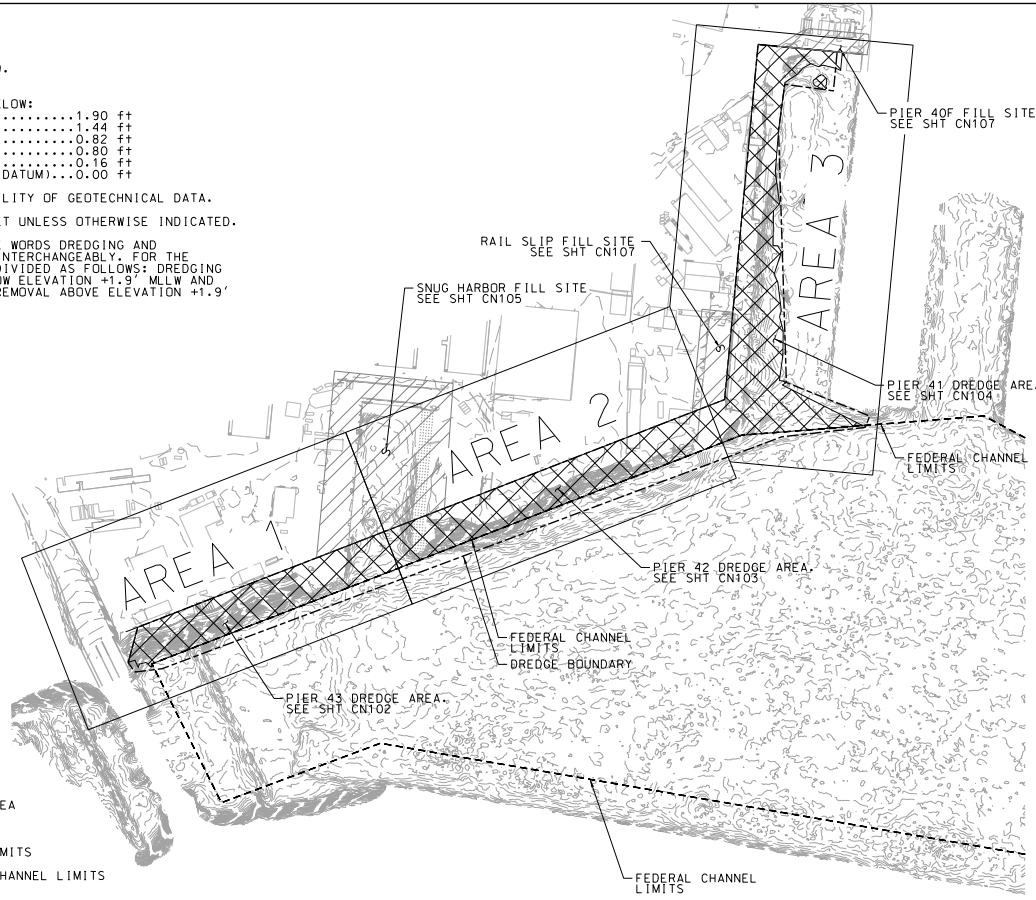 LOW:
1.90 ft
1.44 ft
0.82 ft
0.80 ft
0.16 ft
DATUM)...0.00 ft
LITY OF GEOTECHNICAL DATA.
T UNLESS OTHERWISE INDICATED.
WORDS DREDGING AND
NTERCHANGEABLY. FOR THE
DIVIDED AS FOLLOWS: DREDGING
OW ELEVATION +1.9' MLLW AND
REMOVAL ABOVE ELEVATION +1.9'
PIER 40F FILL SITE
SEE SHT CN107
AREA 3
RAIL SLIP FILL SITE
SEE SHT CN107
SNUG HARBOR FILL SITE
SEE SHT CN105
PIER 41 DREDGE ARE
SEE SHT CN104
AREA 2
FEDERAL CHANNEL
LIMITS
AREA 1
PIER 42 DREDGE AREA.
SEE SHT CN103
FEDERAL CHANNEL
LIMITS
DREDGE BOUNDARY
PIER 43 DREDGE AREA.
SEE SHT CN102
EA
MITS
HANNEL LIMITS
FEDERAL CHANNEL
LIMITS